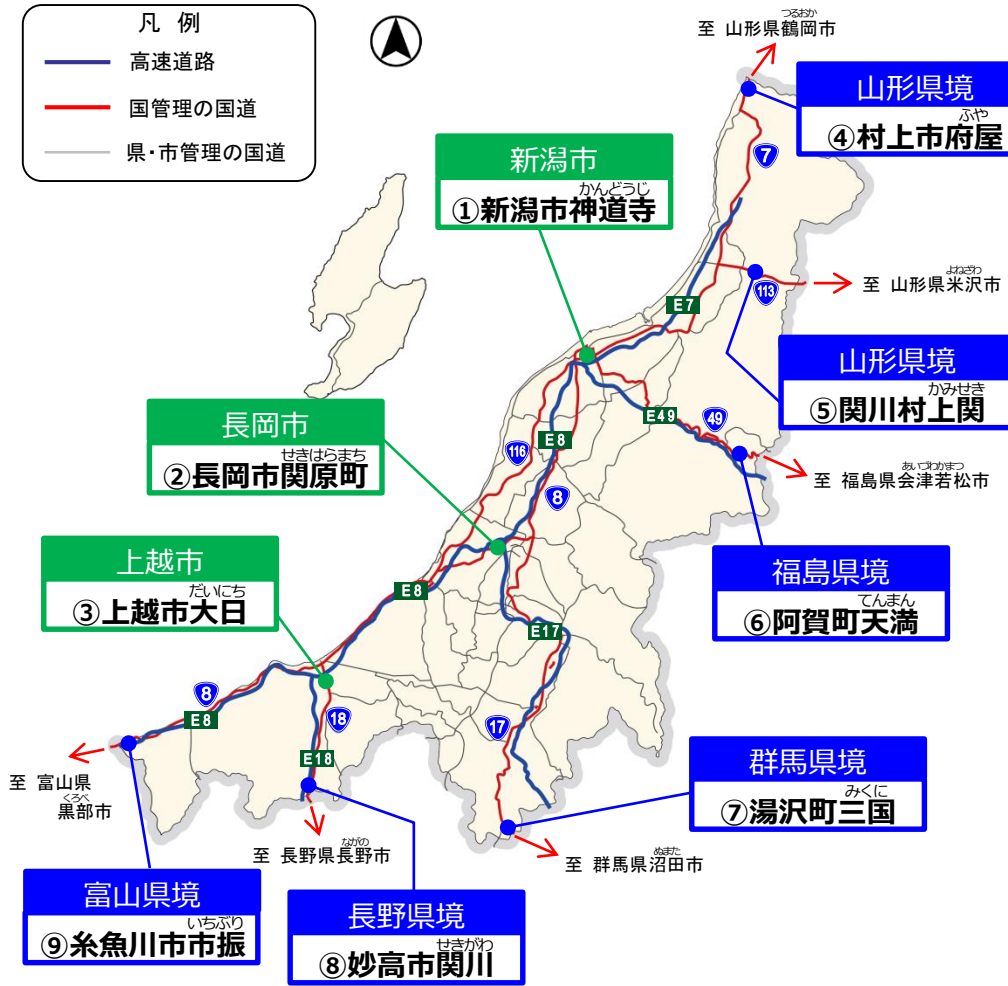 凡 例
高速道路
国管理の国道
県・市管理の国道
つるおか
至 山形県鶴岡市
山形県境
ふや
④村上市府屋
7
新潟市
かんどうじ
①新潟市神道寺
よねざわ
至 山形県米沢市
113
E7
山形県境
かみせき
⑤関川村上関
長岡市
せきはらまち
②長岡市関原町
E49
49
116
E8
8
あいづわかまつ
至 福島県会津若松市
福島県境
てんまん
⑥阿賀町天満
上越市
だいにち
③上越市大日
E8
E17
8
E8
18
17
E18
至 富山県
くろべ
黒部市
ながの
至 長野県長野市
群馬県境
みくに
⑦湯沢町三国
ぬまた
至 群馬県沼田市
富山県境
いちぶり
⑨糸魚川市市振
長野県境
せきがわ
⑧妙高市関川